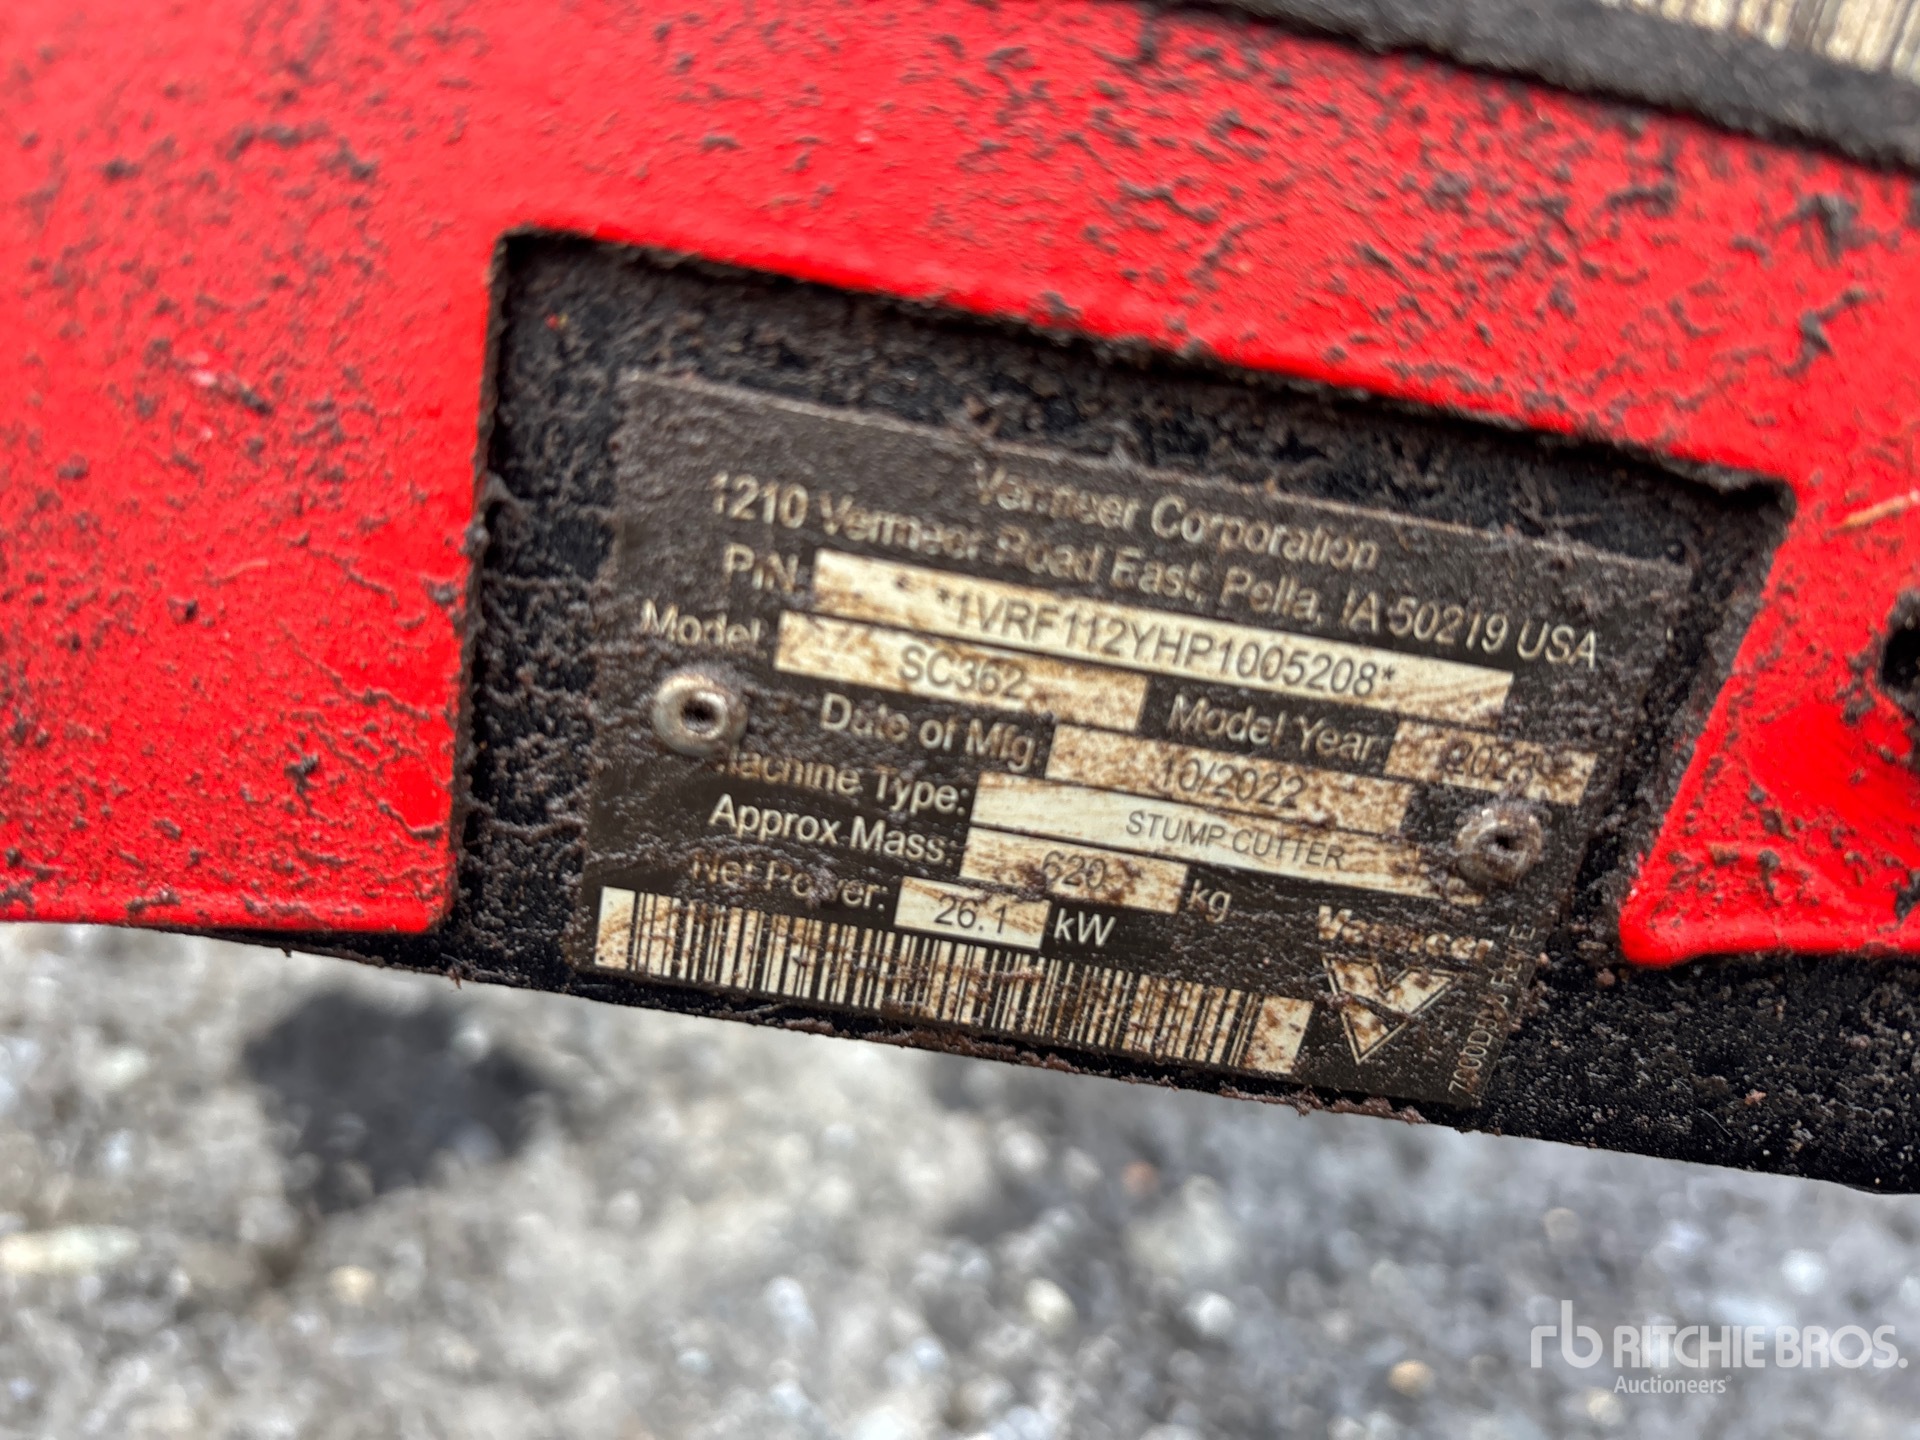 Vermeer Corporation
1210 Vermeer Road East, Pella, IA 50219 USA
PIN: *1VRF112YHP1005208*
Model: SC362 Model Year 2023
Date of Mfg: 10/2022
Machine Type: STUMP CUTTER
Approx Mass: 620 kg
Net Power: 26.1 kW
Vermeer
rb RITCHIE BROS.
Auctioneers